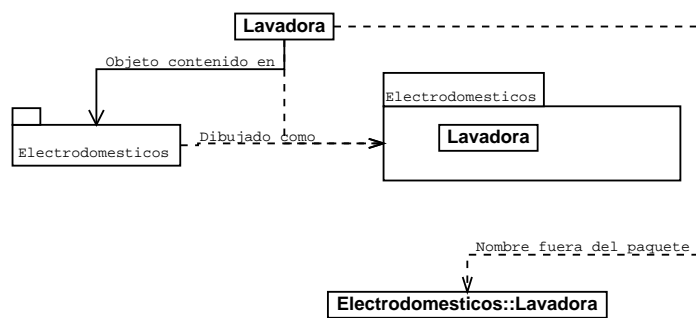 Lavadora
Objeto contenido en
Electrodomesticos
Electrodomesticos
Dibujado como
Lavadora
Nombre fuera del paquete
Electrodomesticos::Lavadora